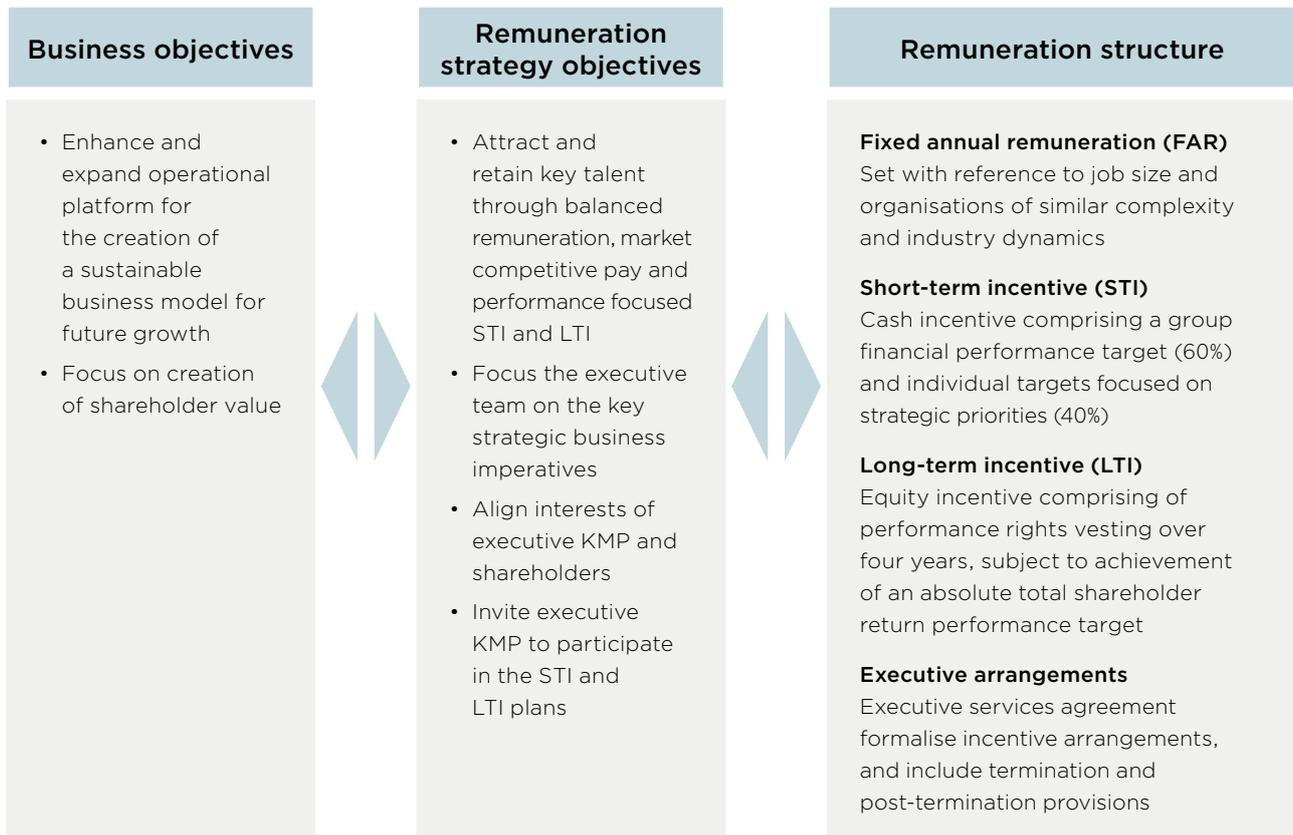 Business objectives
• Enhance and
expand operational
platform for
the creation of
a sustainable
business model for
future growth
• Focus on creation
of shareholder value
Remuneration
strategy objectives
• Attract and
retain key talent
through balanced
remuneration, market
competitive pay and
performance focused
STI and LTI
• Focus the executive
team on the key
strategic business
imperatives
• Align interests of
executive KMP and
shareholders
• Invite executive
KMP to participate
in the STI and
LTI plans
Remuneration structure
Fixed annual remuneration (FAR)
Set with reference to job size and
organisations of similar complexity
and industry dynamics
Short-term incentive (STI)
Cash incentive comprising a group
financial performance target (60%)
and individual targets focused on
strategic priorities (40%)
Long-term incentive (LTI)
Equity incentive comprising of
performance rights vesting over
four years, subject to achievement
of an absolute total shareholder
return performance target
Executive arrangements
Executive services agreement
formalise incentive arrangements,
and include termination and
post-termination provisions